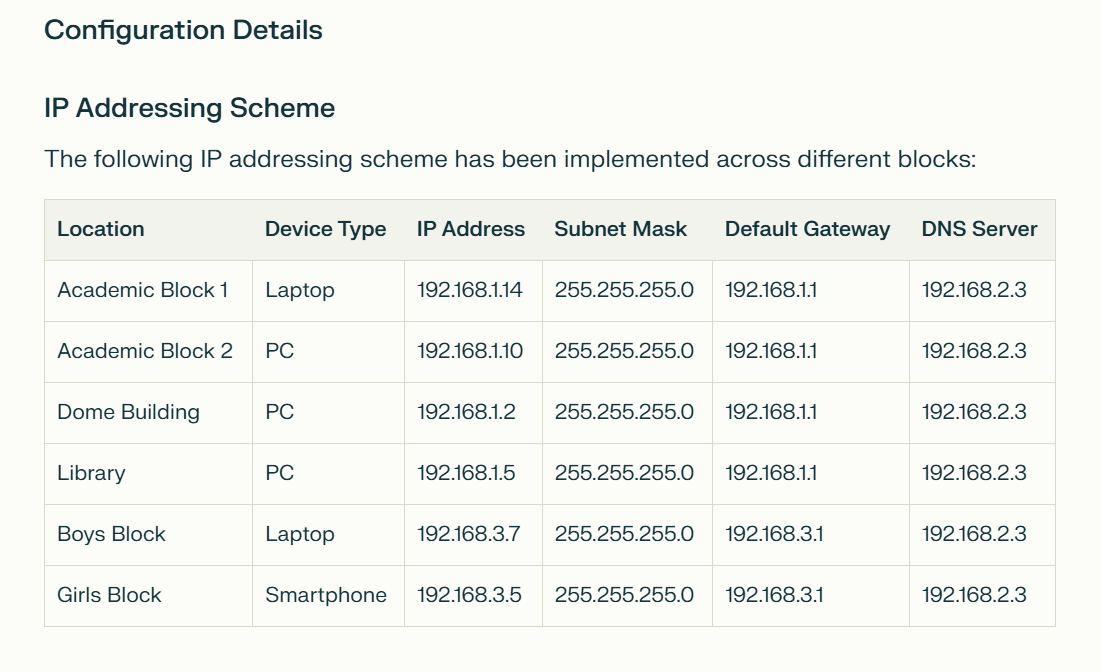 Configuration Details
IP Addressing Scheme
The following IP addressing scheme has been implemented across different blocks:
Location Device Type IP Address Subnet Mask Default Gateway DNS Server
Academic Block 1 Laptop 192.168.1.14 255.255.255.0 192.168.1.1 192.168.2.3
Academic Block 2 PC 192.168.1.10 255.255.255.0 192.168.1.1 192.168.2.3
Dome Building PC 192.168.1.2 255.255.255.0 192.168.1.1 192.168.2.3
Library PC 192.168.1.5 255.255.255.0 192.168.1.1 192.168.2.3
Boys Block Laptop 192.168.3.7 255.255.255.0 192.168.3.1 192.168.2.3
Girls Block Smartphone 192.168.3.5 255.255.255.0 192.168.3.1 192.168.2.3